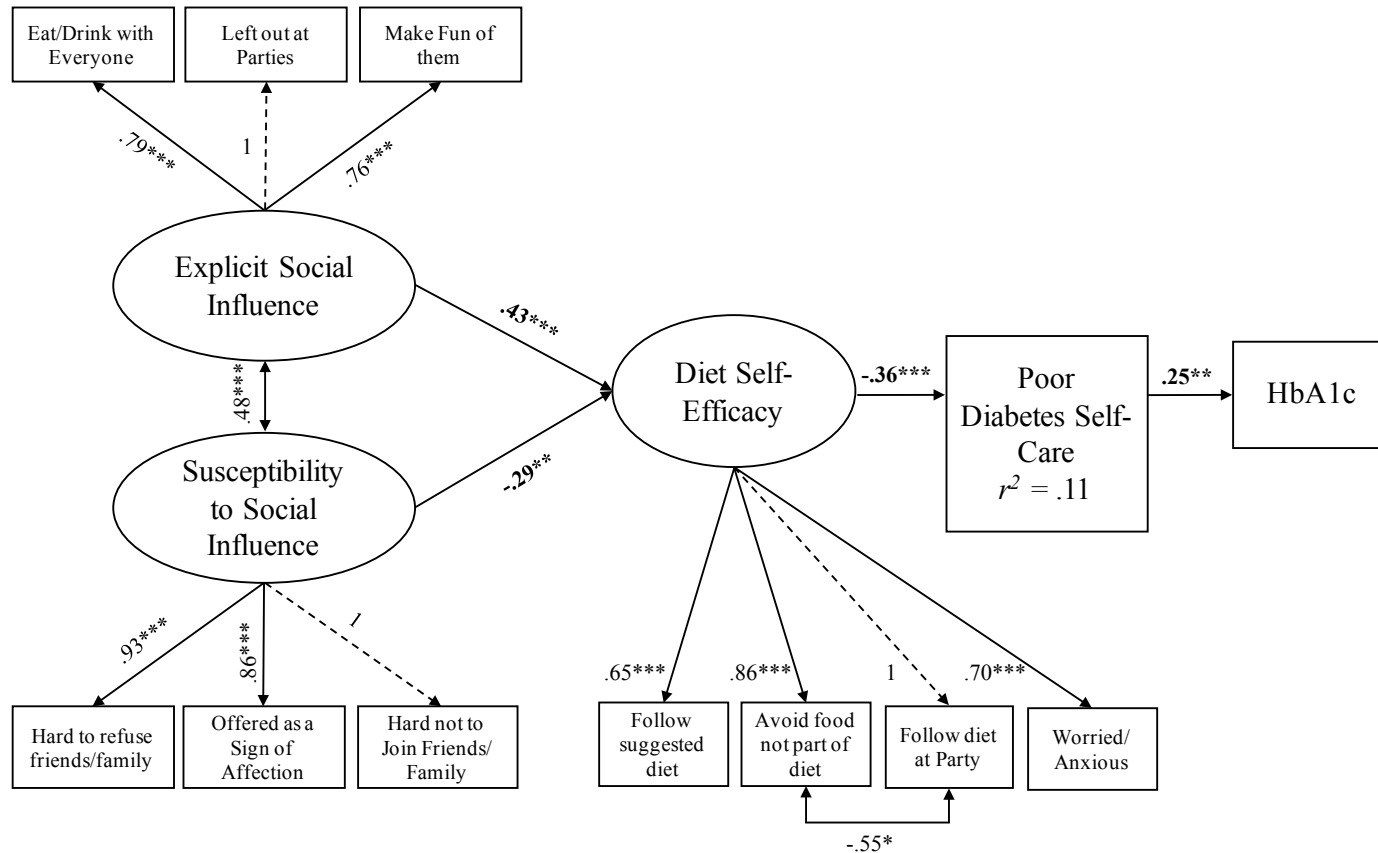 Eat/Drink with
Everyone
Left out at
Parties
Make Fun of
them
.79***
1
.76***
Explicit Social
Influence
.43***
.48***
Diet Self-
Efficacy
-.36***
Poor
Diabetes Self-
Care
r² = .11
.25**
HbA1c
Susceptibility
to Social
Influence
-.29**
.93***
.86***
1
.65***
.86***
1
.70***
Hard to refuse
friends/family
Offered as a
Sign of
Affection
Hard not to
Join Friends/
Family
Follow
suggested
diet
Avoid food
not part of
diet
Follow diet
at Party
Worried/
Anxious
-.55*